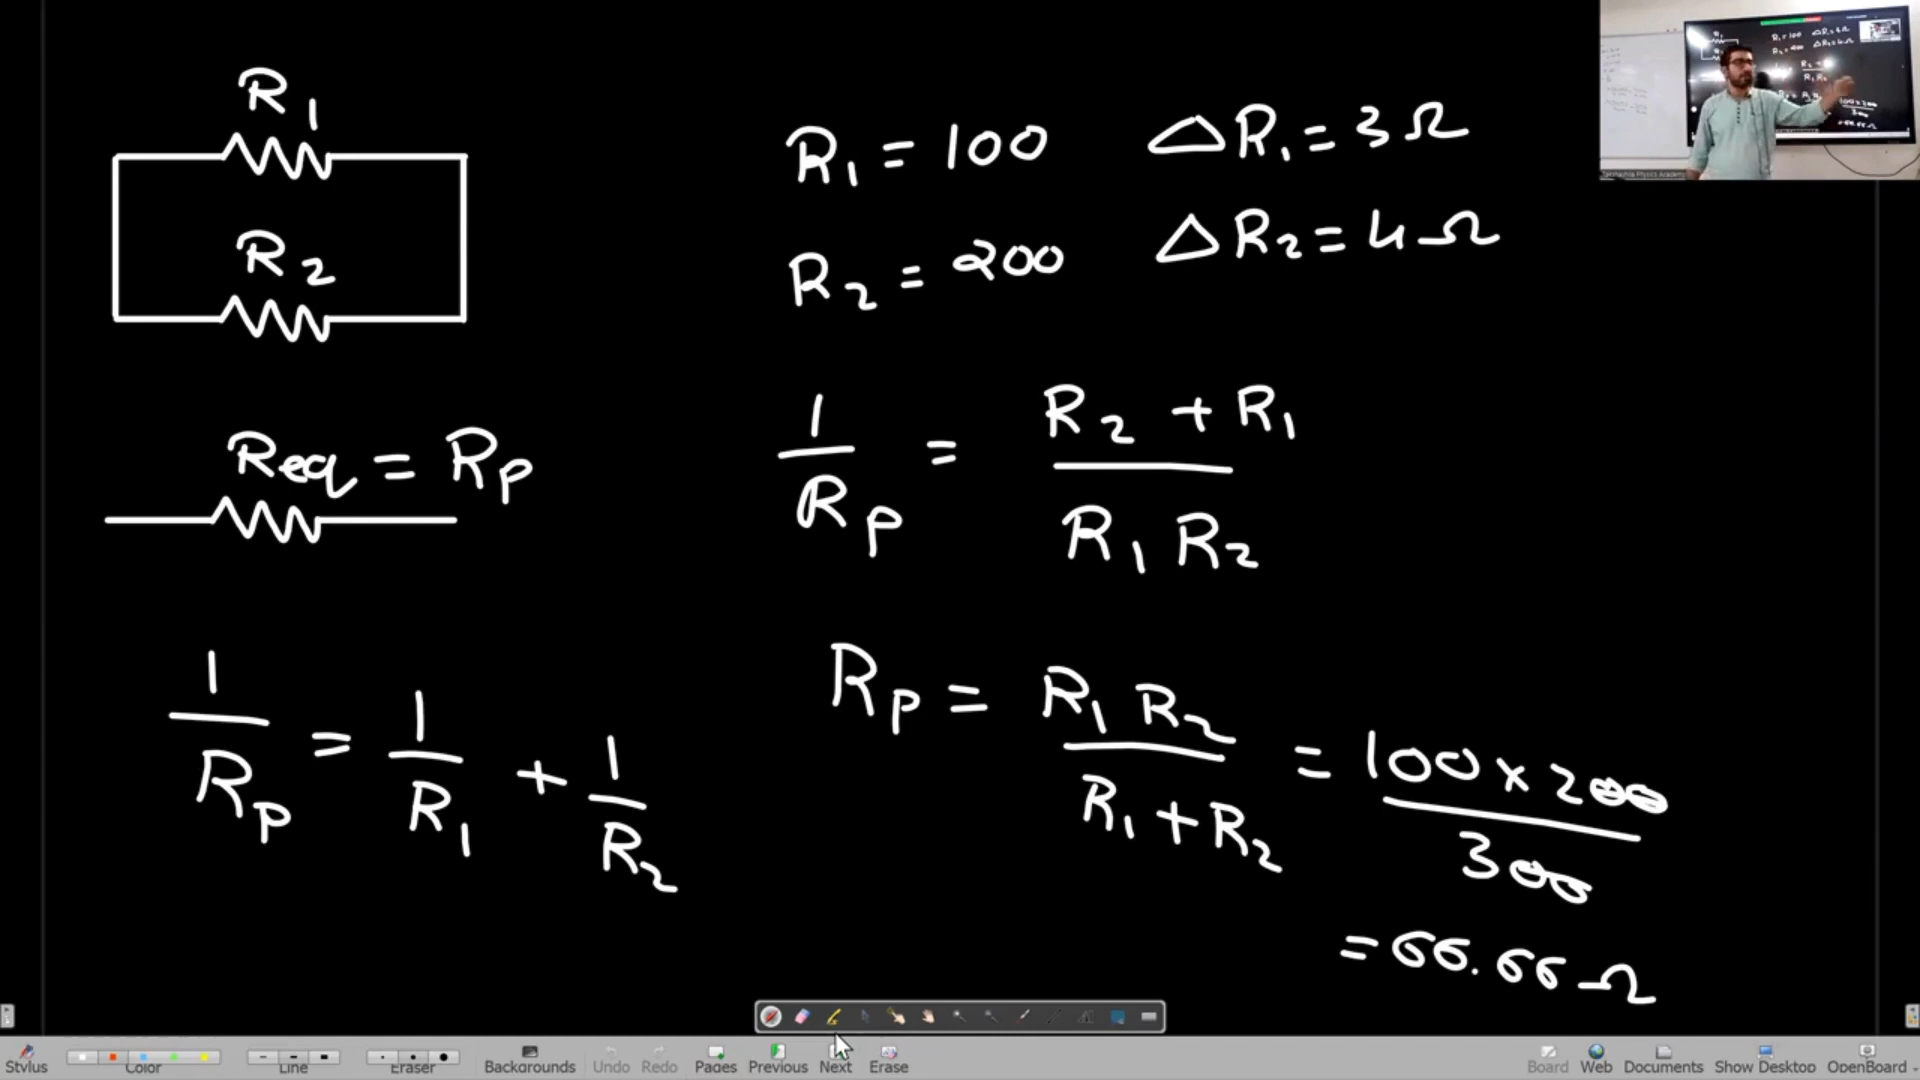 R1
R2
Req = Rp
1/Rp = 1/R1 + 1/R2
R1 = 100 △R1 = 3Ω
R2 = 200 △R2 = 4Ω
1/Rp = R2 + R1/R1 R2
Rp = R1 R2/R1 + R2 = 100 × 200/300
= 66.66 Ω
Stylus Color Line Eraser Backgrounds Undo Redo Pages Previous Next Erase Board Web Documents Show Desktop OpenBoard